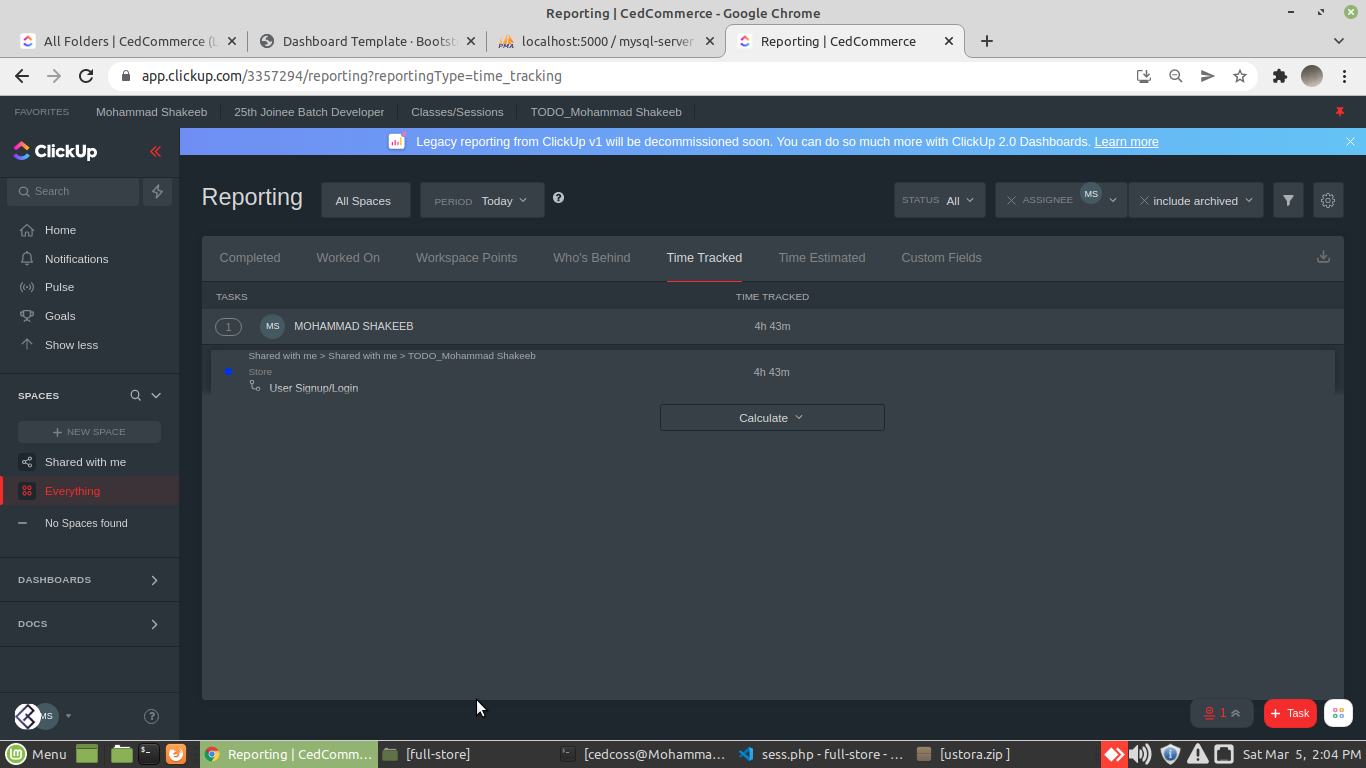 Reporting | CedCommerce - Google Chrome
All Folders | CedCommerce (L
Dashboard Template · Bootst
localhost:5000 / mysql-server
Reporting | CedCommerce
app.clickup.com/3357294/reporting?reportingType=time_tracking
FAVORITES Mohammad Shakeeb 25th Joinee Batch Developer Classes/Sessions TODO_Mohammad Shakeeb
ClickUp
Legacy reporting from ClickUp v1 will be decommissioned soon. You can do so much more with ClickUp 2.0 Dashboards. Learn more
Search
Home
Notifications
Pulse
Goals
Show less
SPACES
+ NEW SPACE
Shared with me
Everything
No Spaces found
DASHBOARDS
DOCS
MS
?
Reporting
All Spaces
PERIOD Today
?
STATUS All
ASSIGNEE MS
include archived
Completed Worked On Workspace Points Who's Behind Time Tracked Time Estimated Custom Fields
TASKS TIME TRACKED
1 MS MOHAMMAD SHAKEEB 4h 43m
Shared with me > Shared with me > TODO_Mohammad Shakeeb
Store 4h 43m
User Signup/Login
Calculate
1
+ Task
Menu
Reporting | CedComm...
[full-store]
[cedcoss@Mohamma...
sess.php - full-store - ...
[ustora.zip ]
Sat Mar 5, 2:04 PM